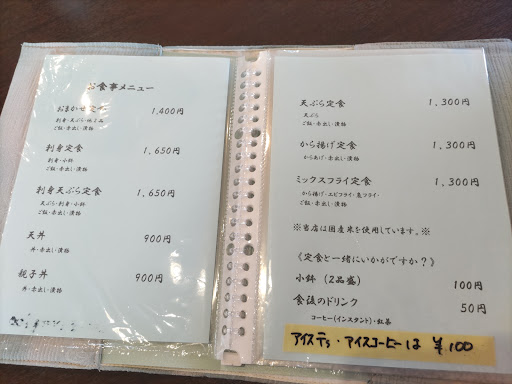 お食事メニュー
おまかせ定食 1,400円
刺身・天ぷら・他2品
ご飯・赤出し・漬物
刺身定食 1,650円
刺身・小鉢
ご飯・赤出し・漬物
刺身天ぷら定食 1,650円
天ぷら・刺身・小鉢
ご飯・赤出し・漬物
天丼 900円
丼・赤出し・漬物
親子丼 900円
丼・赤出し・漬物
天ぷら定食 1,300円
天ぷら
ご飯・赤出し・漬物
から揚げ定食 1,300円
からあげ・赤出し・漬物
ミックスフライ定食 1,300円
から揚げ・エビフライ・魚フライ・
ご飯・赤出し・漬物
※当店は国産米を使用しています。※
《定食と一緒にいかがですか?》
小鉢 (2品盛) 100円
食後のドリンク 50円
コーヒー(インスタント)・紅茶
アイスティ・アイスコーヒーは ¥100